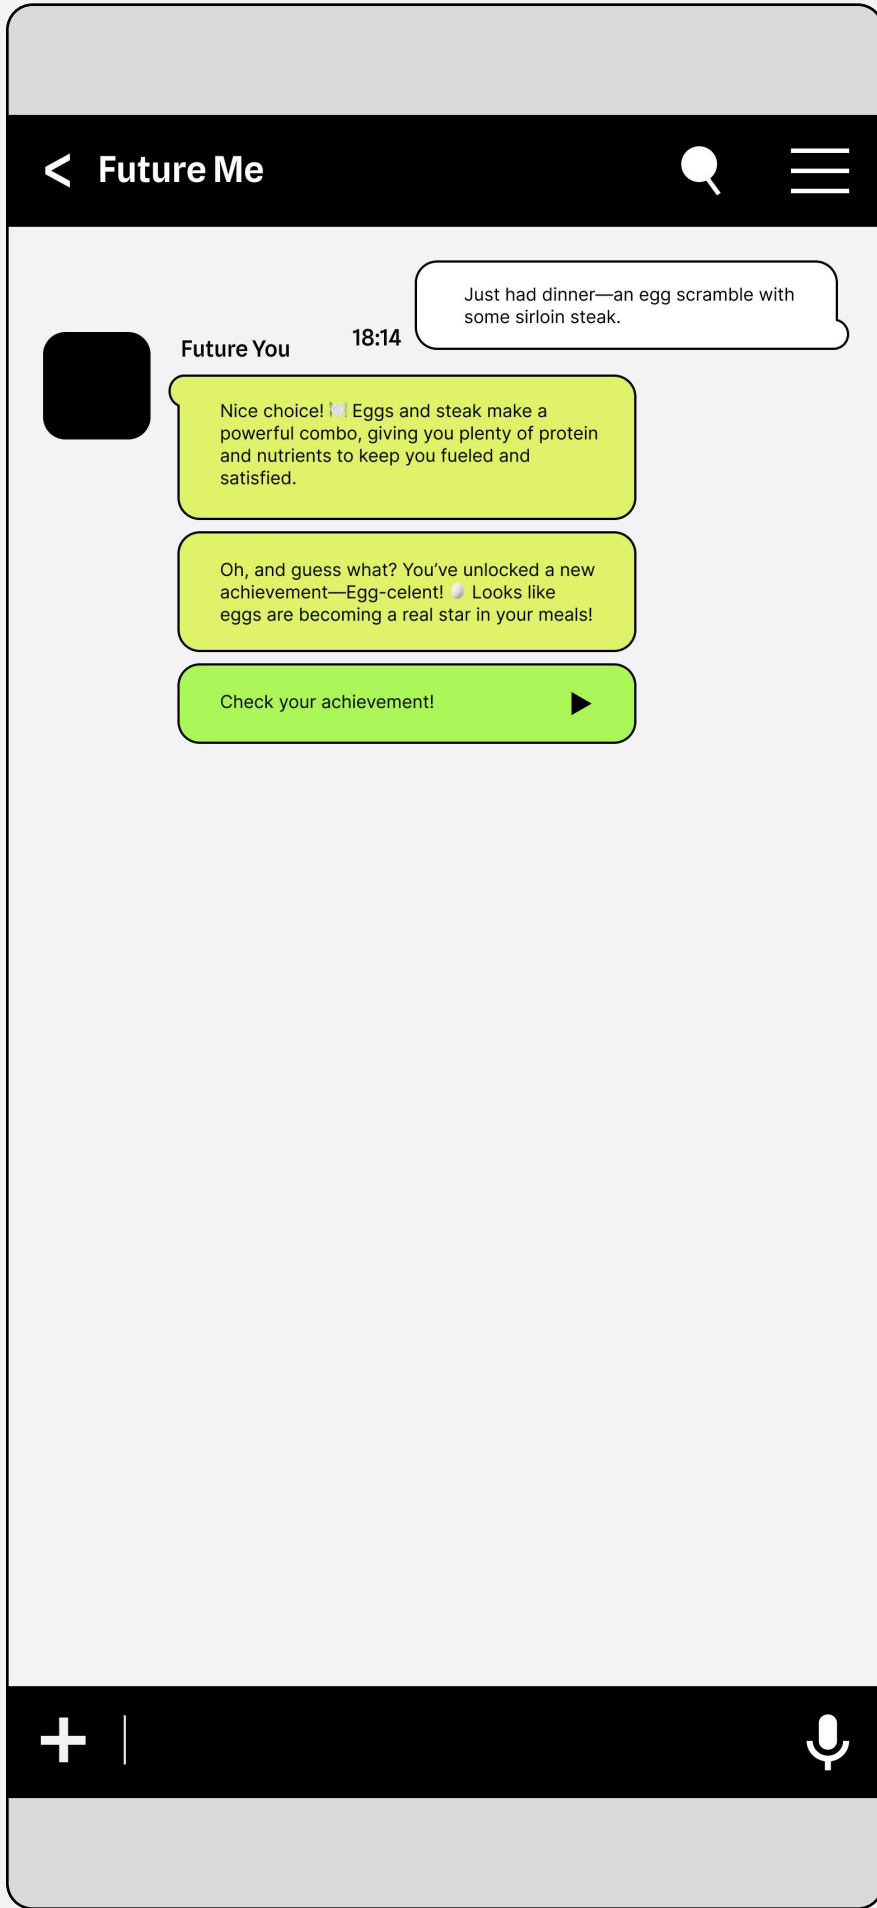 Future Me
Just had dinner—an egg scramble with
some sirloin steak.
18:14
Future You
Nice choice! 🍽️ Eggs and steak make a
powerful combo, giving you plenty of protein
and nutrients to keep you fueled and
satisfied.
Oh, and guess what? You’ve unlocked a new
achievement—Egg-celent! 🥚 Looks like
eggs are becoming a real star in your meals!
Check your achievement!